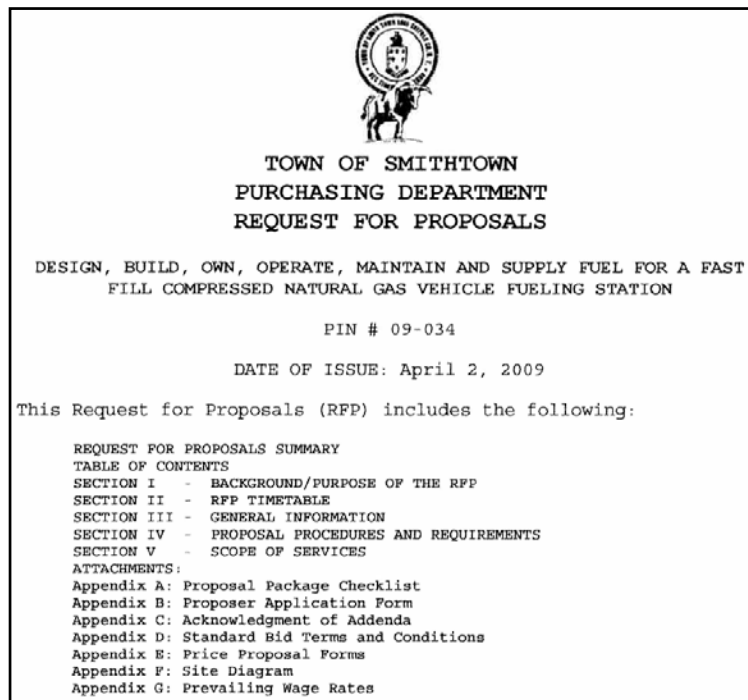 TOWN OF SMITHTOWN
PURCHASING DEPARTMENT
REQUEST FOR PROPOSALS
DESIGN, BUILD, OWN, OPERATE, MAINTAIN AND SUPPLY FUEL FOR A FAST
FILL COMPRESSED NATURAL GAS VEHICLE FUELING STATION
PIN # 09-034
DATE OF ISSUE: April 2, 2009
This Request for Proposals (RFP) includes the following:
REQUEST FOR PROPOSALS SUMMARY
TABLE OF CONTENTS
SECTION I - BACKGROUND/PURPOSE OF THE RFP
SECTION II - RFP TIMETABLE
SECTION III - GENERAL INFORMATION
SECTION IV - PROPOSAL PROCEDURES AND REQUIREMENTS
SECTION V - SCOPE OF SERVICES
ATTACHMENTS:
Appendix A: Proposal Package Checklist
Appendix B: Proposer Application Form
Appendix C: Acknowledgment of Addenda
Appendix D: Standard Bid Terms and Conditions
Appendix E: Price Proposal Forms
Appendix F: Site Diagram
Appendix G: Prevailing Wage Rates